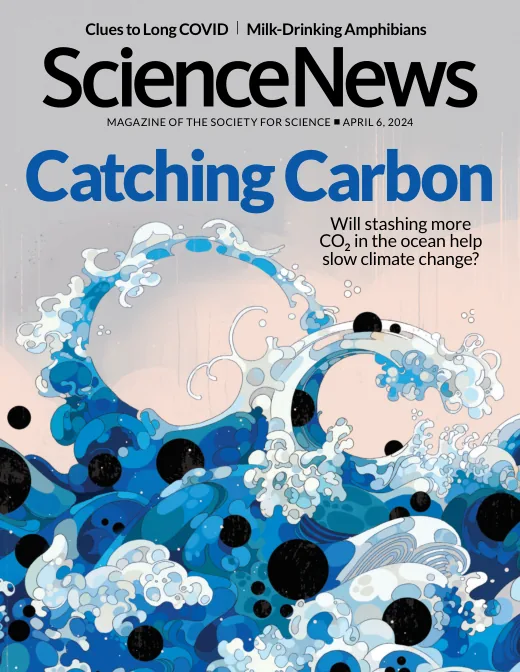 Clues to Long COVID | Milk-Drinking Amphibians
ScienceNews
MAGAZINE OF THE SOCIETY FOR SCIENCE ■ APRIL 6, 2024
Catching Carbon
Will stashing more
CO₂ in the ocean help
slow climate change?